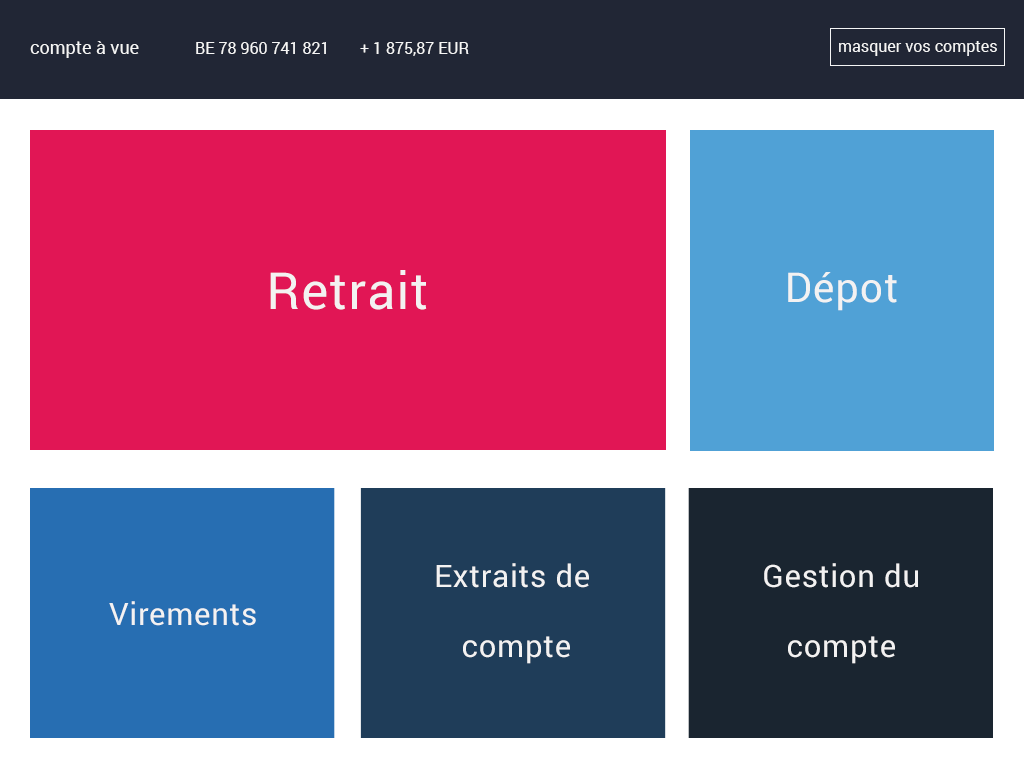 compte à vue BE 78 960 741 821 + 1 875,87 EUR masquer vos comptes
Retrait
Dépot
Virements
Extraits de
compte
Gestion du
compte